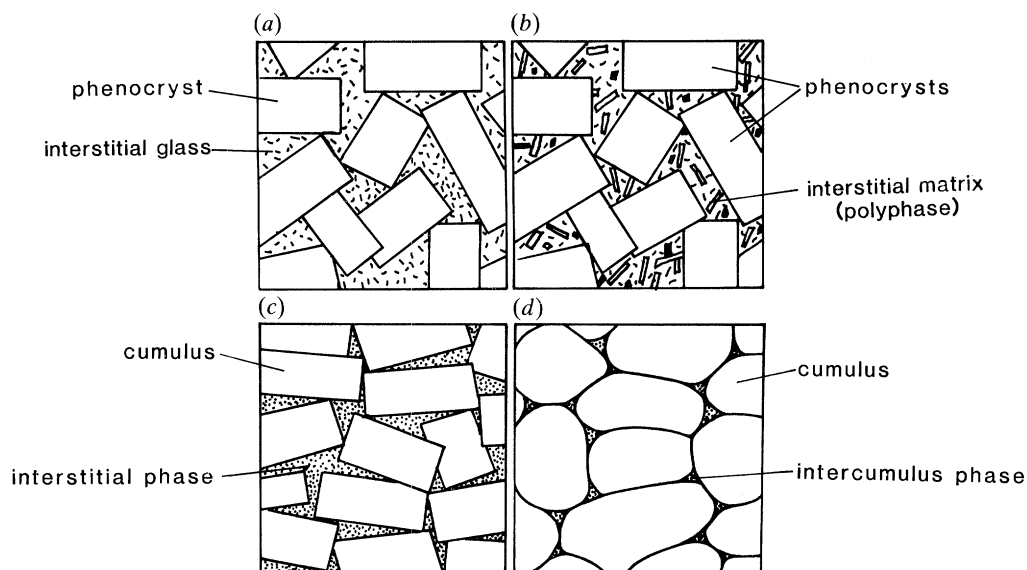 (a)
(b)
phenocryst
phenocrysts
interstitial glass
interstitial matrix
(polyphase)
(c)
(d)
cumulus
cumulus
interstitial phase
intercumulus phase